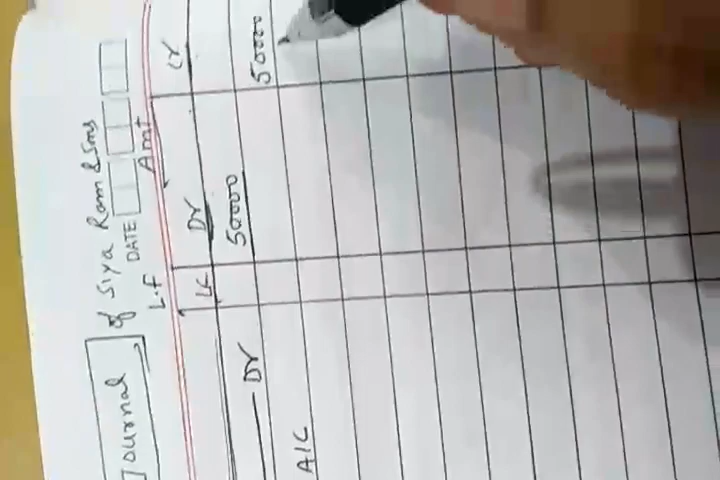 Journal of Siya Ram & Sons
DATE
L.F Amt
LF Dr Cr
Dr 50000 50000
A/C